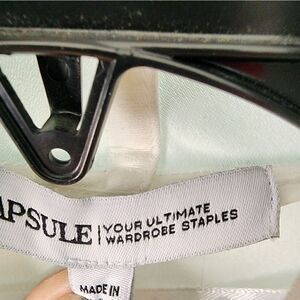 APSULE | YOUR ULTIMATE
WARDROBE STAPLES
MADE IN